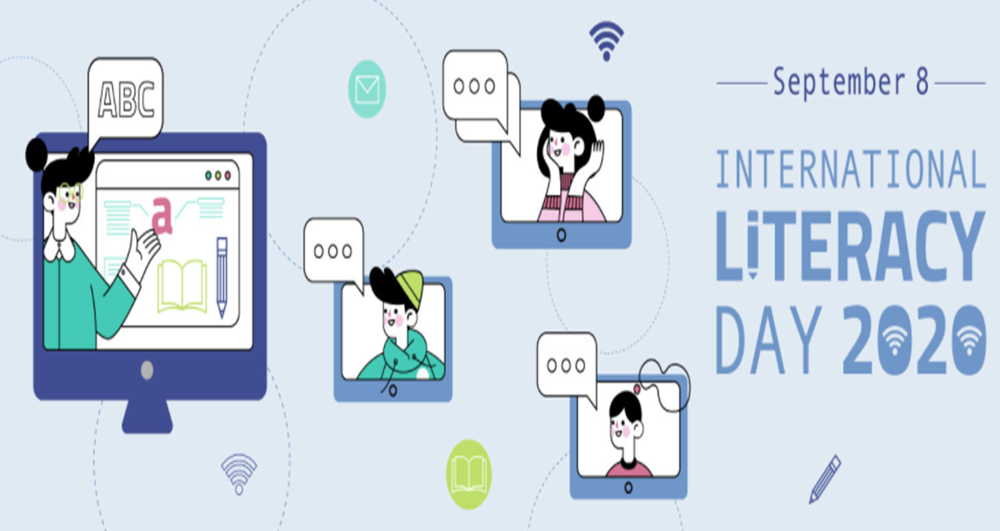 ABC
a
September 8
INTERNATIONAL
LiTERACY
DAY 2020